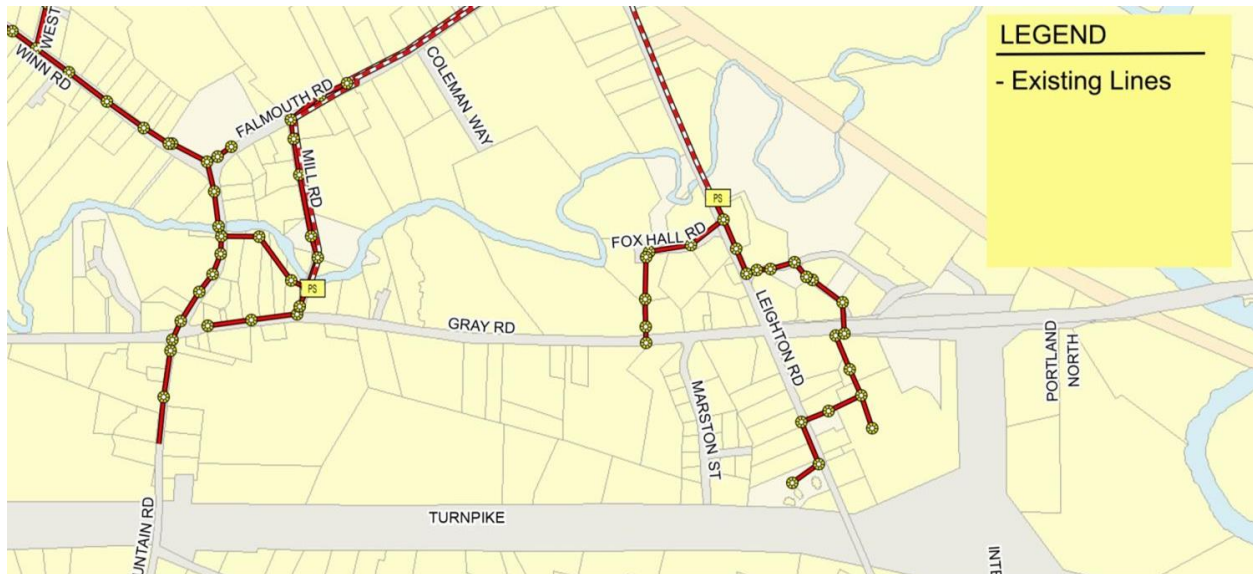 LEGEND
- Existing Lines
WEST
WINN RD
FALMOUTH RD
COLEMAN WAY
MILL RD
PS
FOX HALL RD
PS
LEIGHTON RD
GRAY RD
MARSTON ST
PORTLAND
NORTH
TURNPIKE
UNTAIN RD
INTE